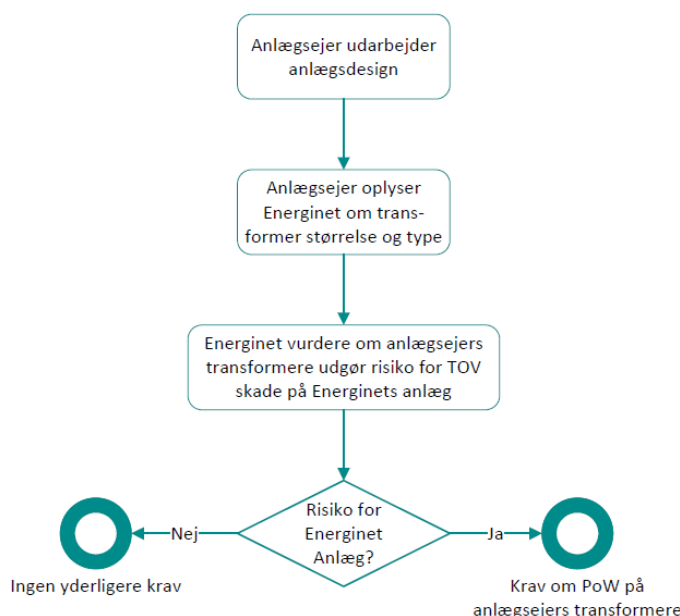 Anlægsejer udarbejder
anlægsdesign
Anlægsejer oplyser
Energinet om trans-
former størrelse og type
Energinet vurdere om anlægsejers
transformere udgør risiko for TOV
skade på Energinets anlæg
Risiko for
Energinet
Anlæg?
Nej
Ja
Ingen yderligere krav
Krav om PoW på
anlægsejers transformere